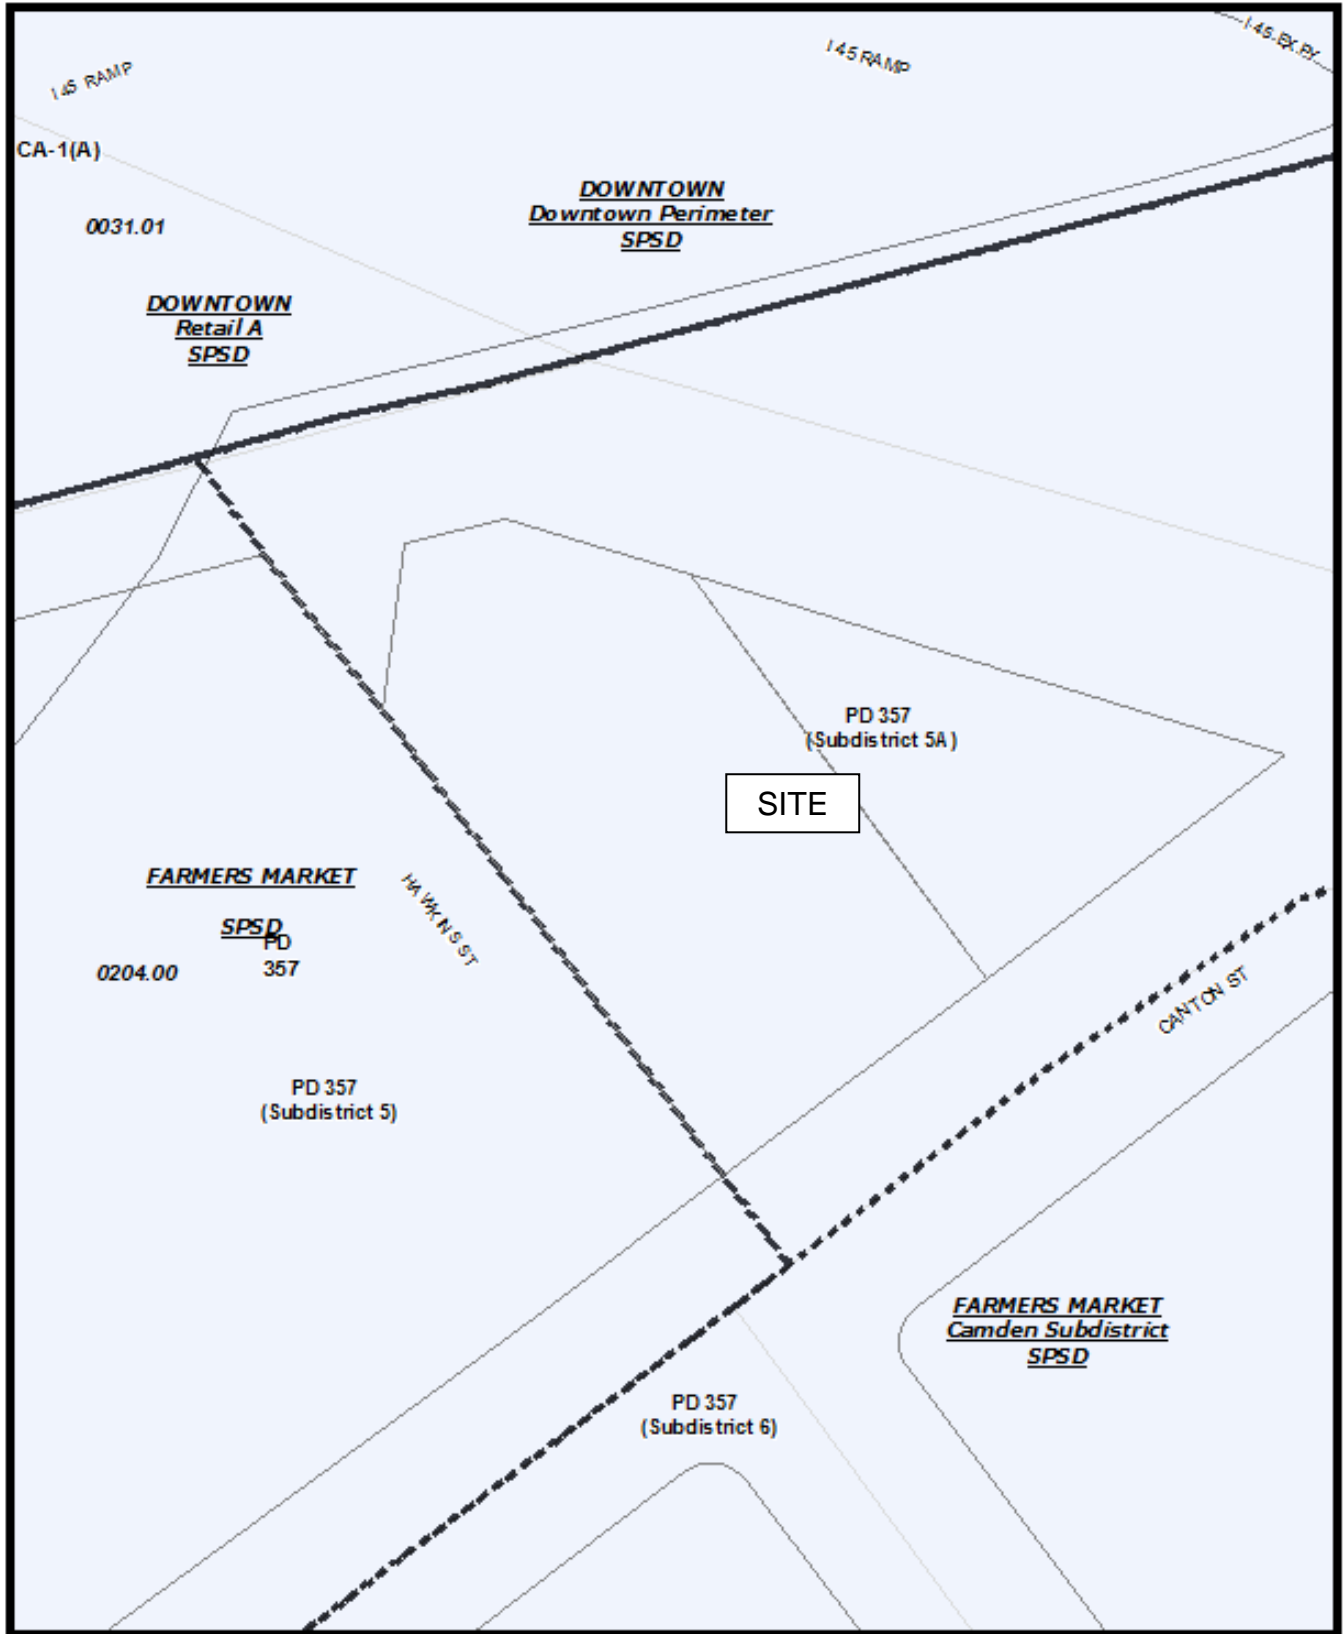 I 45 RAMP
I 45 RAMP
I-45 EXPY
CA-1(A)
0031.01
DOWNTOWN
Downtown Perimeter
SPSD
DOWNTOWN
Retail A
SPSD
PD 357
(Subdistrict 5A)
SITE
FARMERS MARKET
SPSD
PD
357
0204.00
HAWKINS ST
CANTON ST
PD 357
(Subdistrict 5)
FARMERS MARKET
Camden Subdistrict
SPSD
PD 357
(Subdistrict 6)